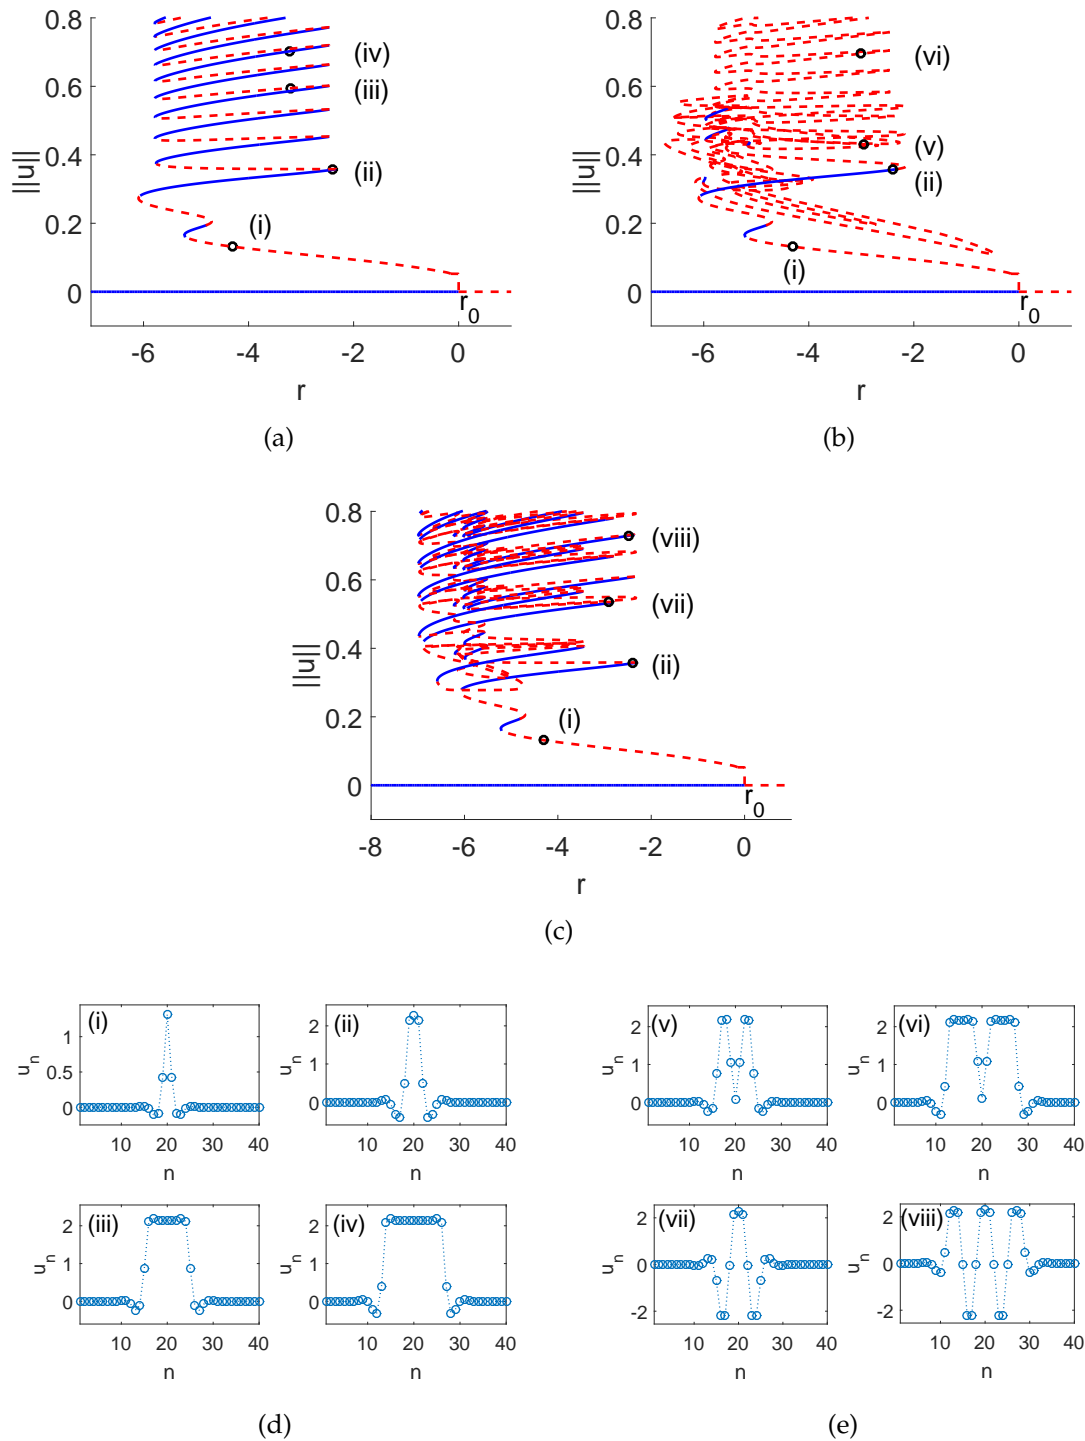 0.8
0.6
0.4
0.2
0
||u||
(iv)
(iii)
(ii)
(i)
r0
-6 -4 -2 0
r
(a)
0.8
0.6
0.4
0.2
0
||u||
(vi)
(v)
(ii)
(i)
r0
-6 -4 -2 0
r
(b)
0.8
0.6
0.4
0.2
0
||u||
(viii)
(vii)
(ii)
(i)
r0
-8 -6 -4 -2 0
r
(c)
(i)
1
0.5
0
un
10 20 30 40
n
(ii)
2
1
0
un
10 20 30 40
n
(v)
2
1
0
un
10 20 30 40
n
(vi)
2
1
0
un
10 20 30 40
n
(iii)
2
1
0
un
10 20 30 40
n
(iv)
2
1
0
un
10 20 30 40
n
(vii)
2
0
-2
un
10 20 30 40
n
(viii)
2
0
-2
un
10 20 30 40
n
(d)
(e)